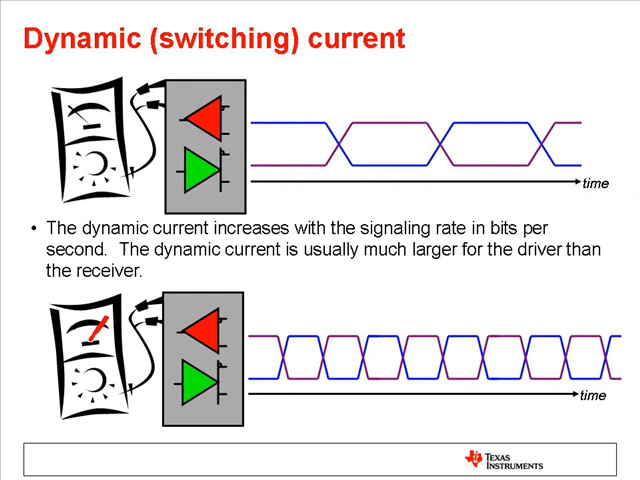 Dynamic (switching) current
time
• The dynamic current increases with the signaling rate in bits per
second. The dynamic current is usually much larger for the driver than
the receiver.
time
TEXAS
INSTRUMENTS